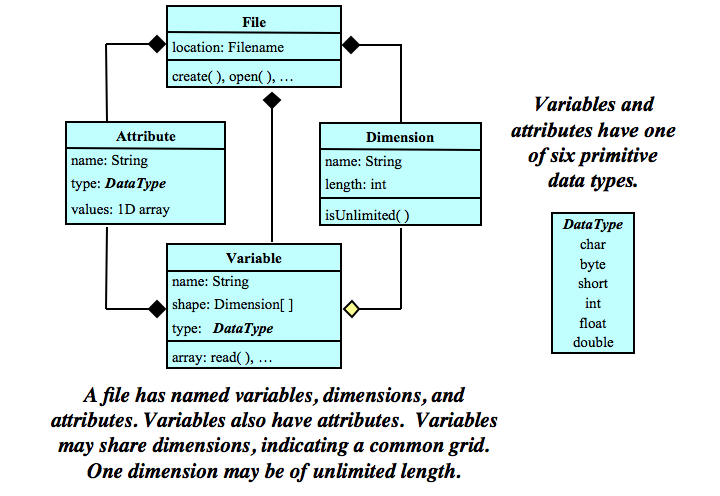 File
location: Filename
create( ), open( ), …
Attribute
name: String
type: DataType
values: 1D array
Dimension
name: String
length: int
isUnlimited( )
Variable
name: String
shape: Dimension[ ]
type: DataType
array: read( ), …
Variables and
attributes have one
of six primitive
data types.
DataType
char
byte
short
int
float
double
A file has named variables, dimensions, and
attributes. Variables also have attributes. Variables
may share dimensions, indicating a common grid.
One dimension may be of unlimited length.